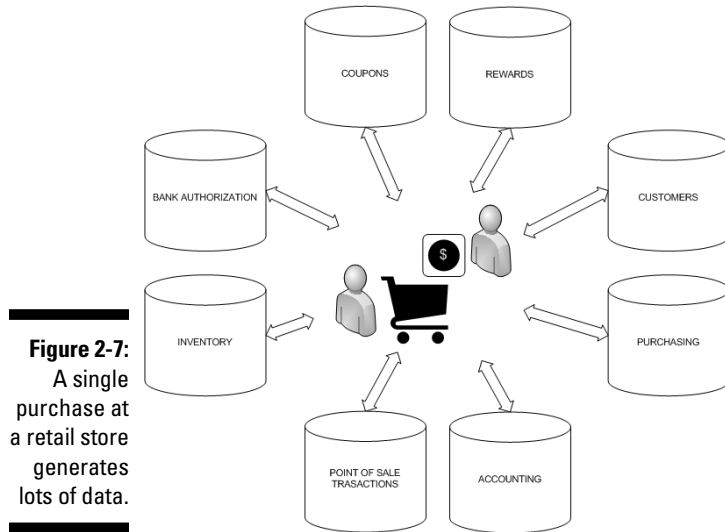 COUPONS
REWARDS
BANK AUTHORIZATION
CUSTOMERS
$
INVENTORY
PURCHASING
POINT OF SALE
TRASACTIONS
ACCOUNTING
Figure 2-7:
A single
purchase at
a retail store
generates
lots of data.